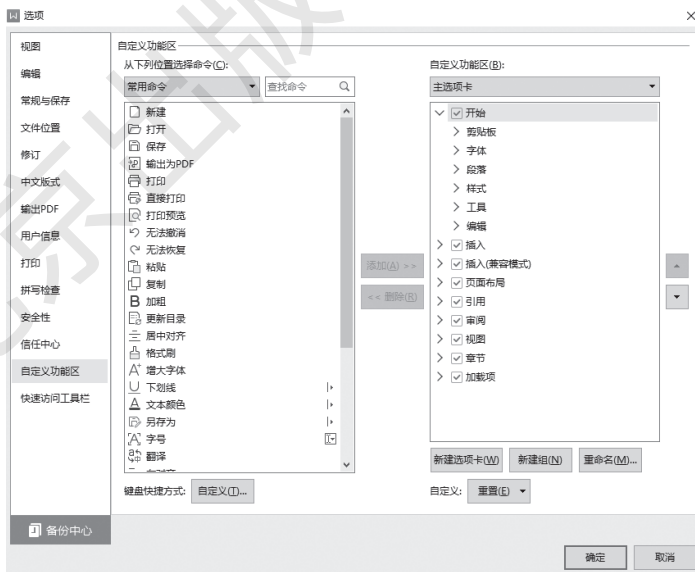 选项
视图
编辑
常规与保存
文件位置
修订
中文版式
输出PDF
用户信息
打印
拼写检查
安全性
信任中心
自定义功能区
快速访问工具栏
备份中心
自定义功能区
从下列位置选择命令(C):
常用命令
查找命令
新建
打开
保存
输出为PDF
打印
直接打印
打印预览
无法撤消
无法恢复
粘贴
复制
加粗
更新目录
居中对齐
格式刷
增大字体
下划线
文本颜色
另存为
字号
翻译
键盘快捷方式: 自定义(T)...
添加(A) >>
<< 删除(R)
自定义功能区(B):
主选项卡
开始
剪贴板
字体
段落
样式
工具
编辑
插入
插入(兼容模式)
页面布局
引用
审阅
视图
章节
加载项
新建选项卡(W) 新建组(N) 重命名(M)...
自定义: 重置(E)
确定 取消